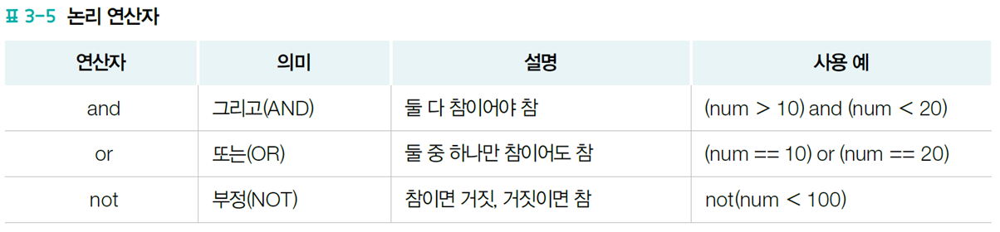 표 3-5 논리 연산자
연산자 의미 설명 사용 예
and 그리고(AND) 둘 다 참이어야 참 (num > 10) and (num < 20)
or 또는(OR) 둘 중 하나만 참이어도 참 (num == 10) or (num == 20)
not 부정(NOT) 참이면 거짓, 거짓이면 참 not(num < 100)